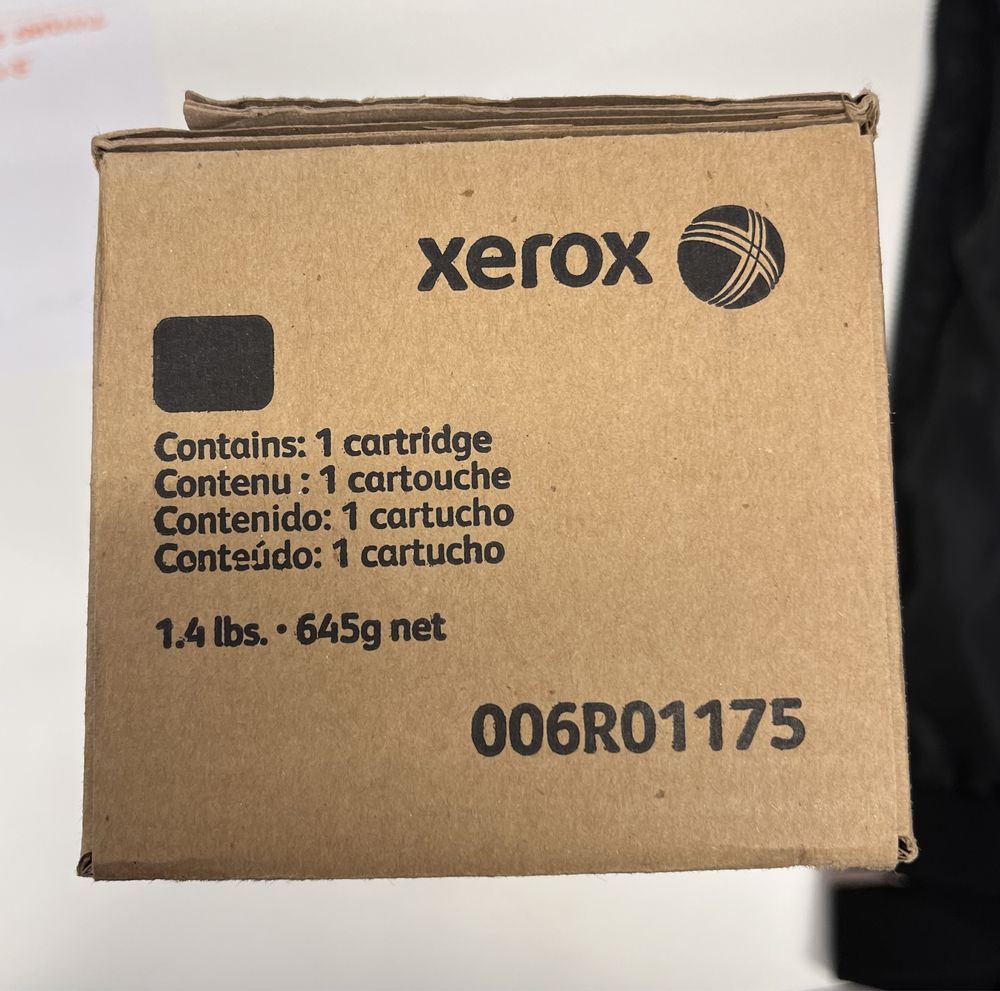 xerox
Contains: 1 cartridge
Contenu : 1 cartouche
Contenido: 1 cartucho
Conteúdo: 1 cartucho
1.4 lbs. • 645g net
006R01175